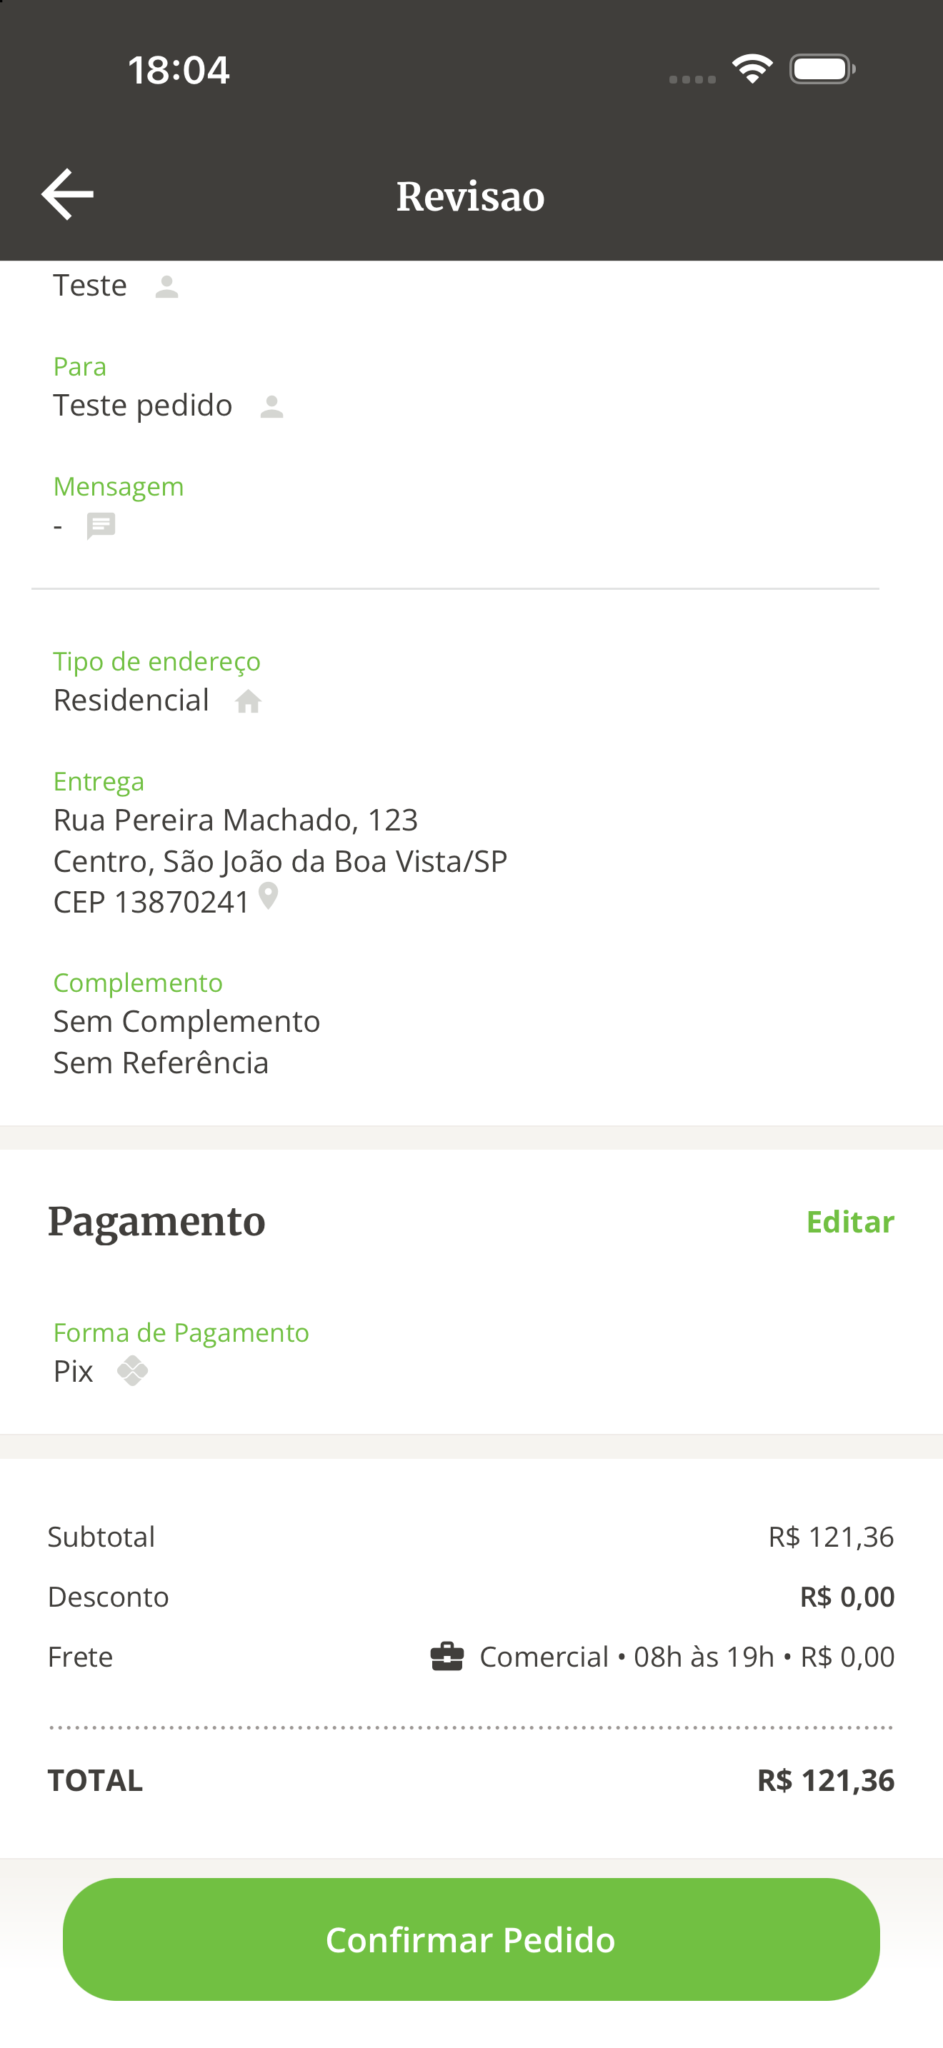 18:04
Revisao
Teste
Para
Teste pedido
Mensagem
-
Tipo de endereço
Residencial
Entrega
Rua Pereira Machado, 123
Centro, São João da Boa Vista/SP
CEP 13870241
Complemento
Sem Complemento
Sem Referência
Pagamento
Editar
Forma de Pagamento
Pix
Subtotal R$ 121,36
Desconto R$ 0,00
Frete Comercial • 08h às 19h • R$ 0,00
TOTAL R$ 121,36
Confirmar Pedido